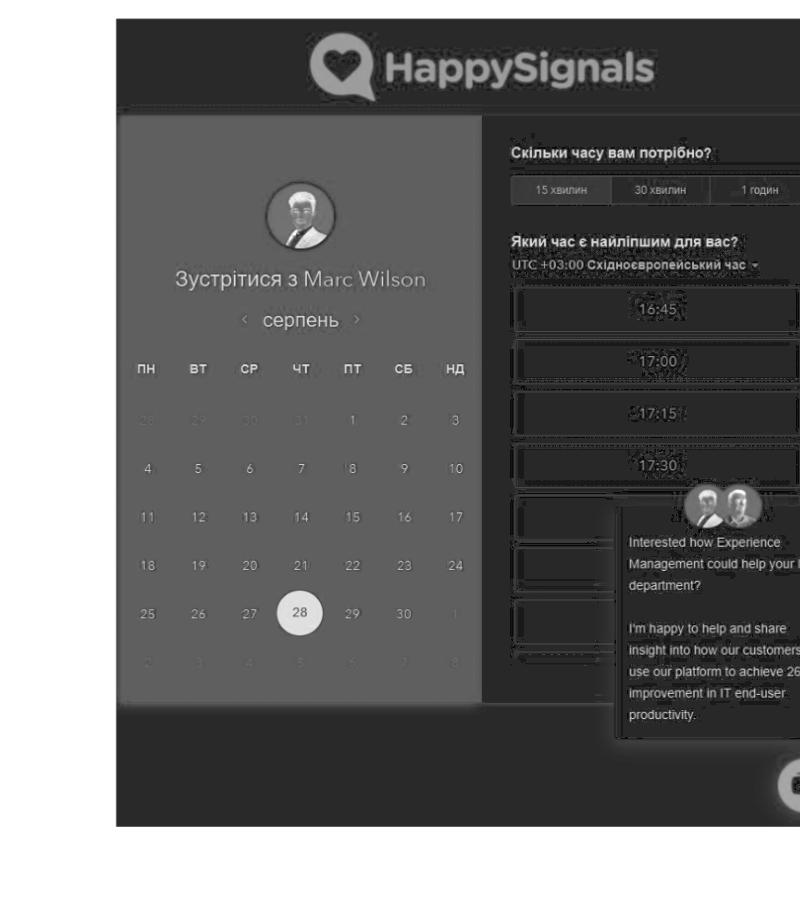 HappySignals
Зустрітися з Marc Wilson
серпень
ПН ВТ СР ЧТ ПТ СБ НД
28 29 30 31 1 2 3
4 5 6 7 8 9 10
11 12 13 14 15 16 17
18 19 20 21 22 23 24
25 26 27 28 29 30 1
2 3 4 5 6 7 8
Скільки часу вам потрібно?
15 хвилин 30 хвилин 1 годин
Який час є найліпшим для вас?
UTC +03:00 Східноєвропейський час
16:45
17:00
17:15
17:30
Interested how Experience
Management could help your
department?
I'm happy to help and share
insight into how our customers
use our platform to achieve 26
improvement in IT end-user
productivity.